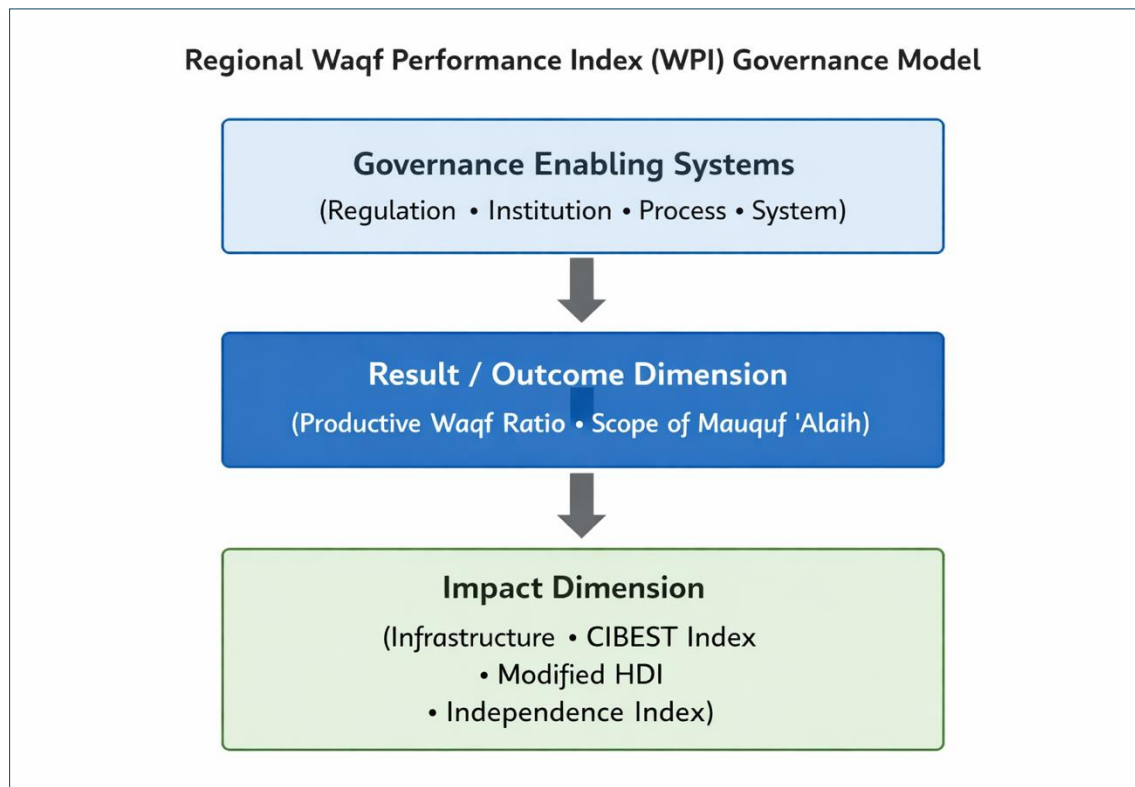 Regional Waqf Performance Index (WPI) Governance Model
Governance Enabling Systems
(Regulation • Institution • Process • System)
Result / Outcome Dimension
(Productive Waqf Ratio • Scope of Mauquf 'Alaih)
Impact Dimension
(Infrastructure • CIBEST Index
• Modified HDI
• Independence Index)